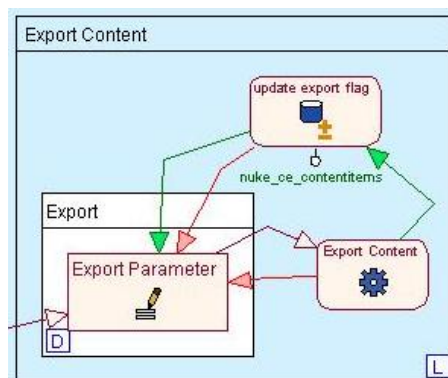 Export Content
update export flag
nuke_ce_contentitems
Export
Export Parameter
Export Content
D
L